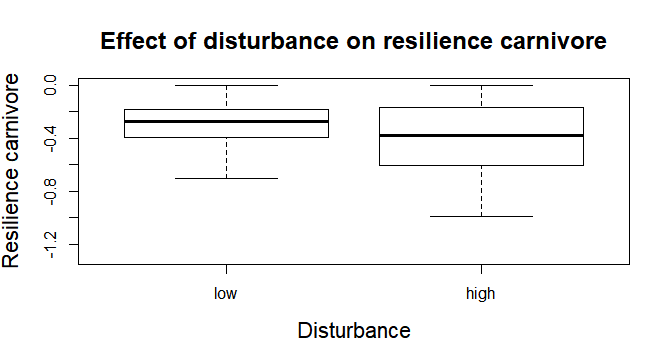 Effect of disturbance on resilience carnivore
Resilience carnivore
0.0
-0.4
-0.8
-1.2
low
high
Disturbance